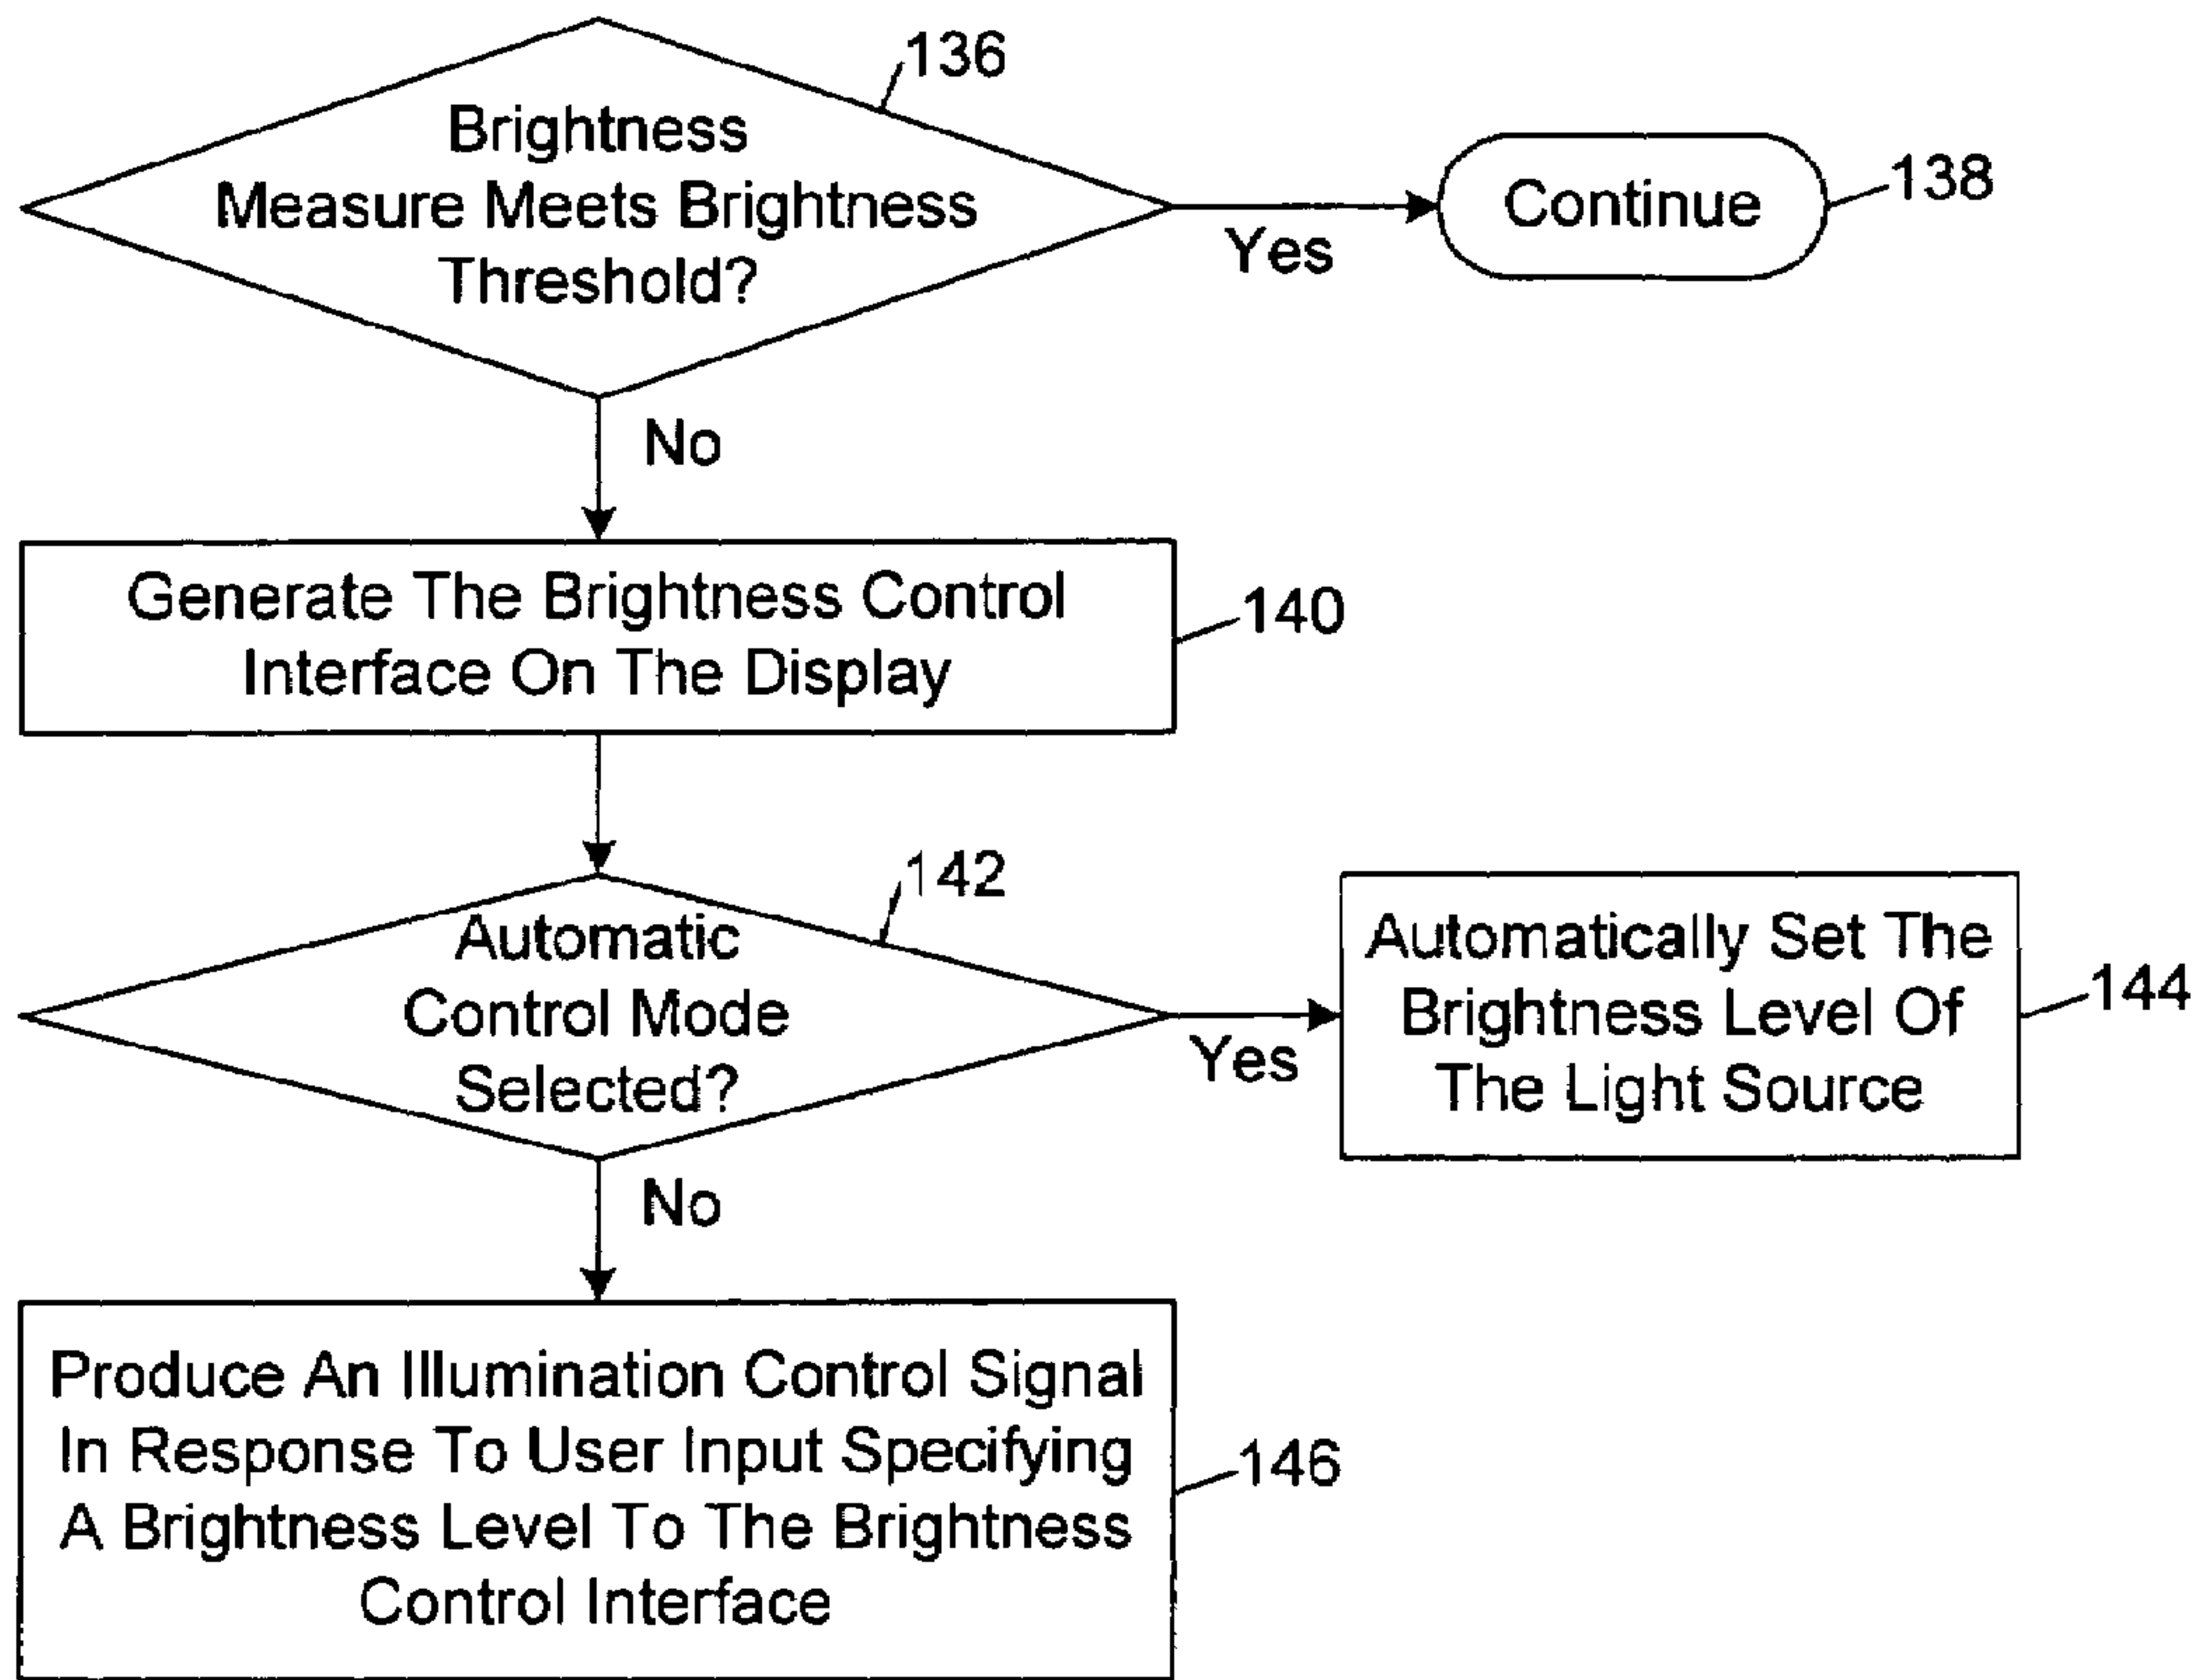 136
Brightness
Measure Meets Brightness
Threshold?
Yes
Continue
138
No
Generate The Brightness Control
Interface On The Display
140
142
Automatic
Control Mode
Selected?
Yes
Automatically Set The
Brightness Level Of
The Light Source
144
No
Produce An Illumination Control Signal
In Response To User Input Specifying
A Brightness Level To The Brightness
Control Interface
146